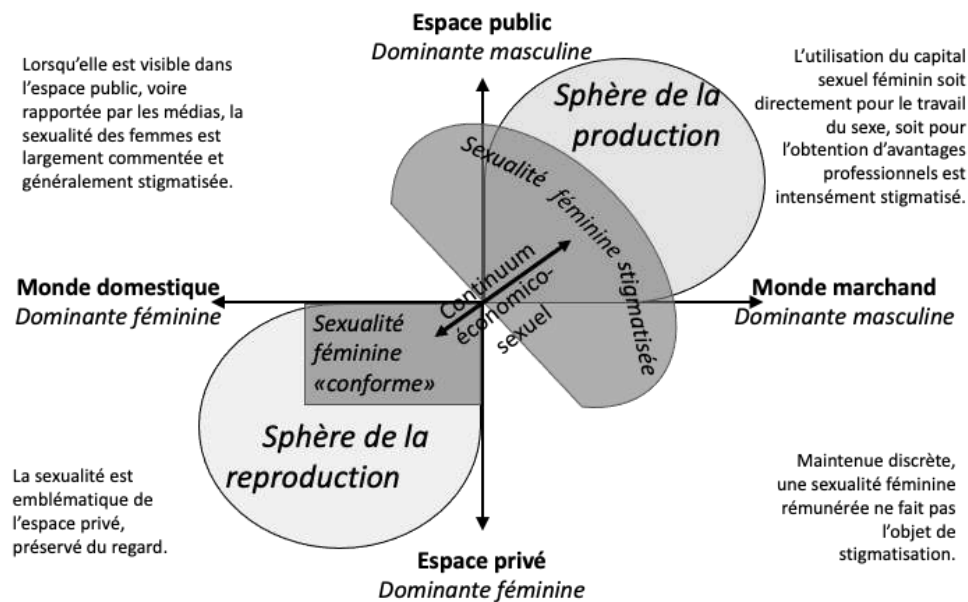 Espace public
Dominante masculine
Lorsqu'elle est visible dans
l'espace public, voire
rapportée par les médias, la
sexualité des femmes est
largement commentée et
généralement stigmatisée.
L'utilisation du capital
sexuel féminin soit
directement pour le travail
du sexe, soit pour
l'obtention d'avantages
professionnels est
intensément stigmatisé.
Sphère de la
production
Sexualité féminine stigmatisée
Continuum
économico-
sexuel
Monde domestique
Dominante féminine
Monde marchand
Dominante masculine
Sexualité
féminine
«conforme»
Sphère de la
reproduction
La sexualité est
emblématique de
l'espace privé,
préservé du regard.
Maintenue discrète,
une sexualité féminine
rémunérée ne fait pas
l'objet de
stigmatisation.
Espace privé
Dominante féminine